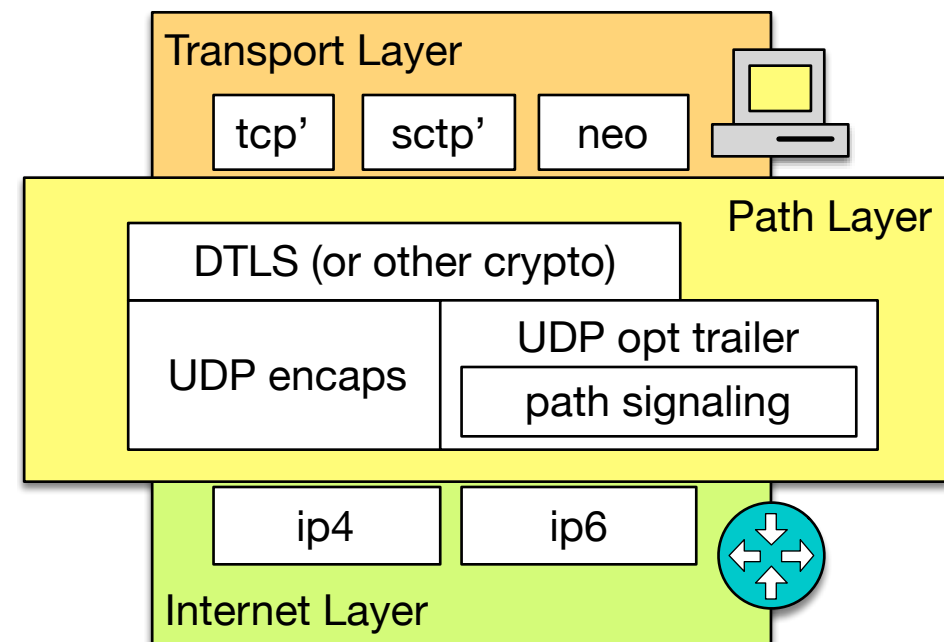 Transport Layer
tcp’
sctp’
neo
Path Layer
DTLS (or other crypto)
UDP encaps
UDP opt trailer
path signaling
ip4
ip6
Internet Layer